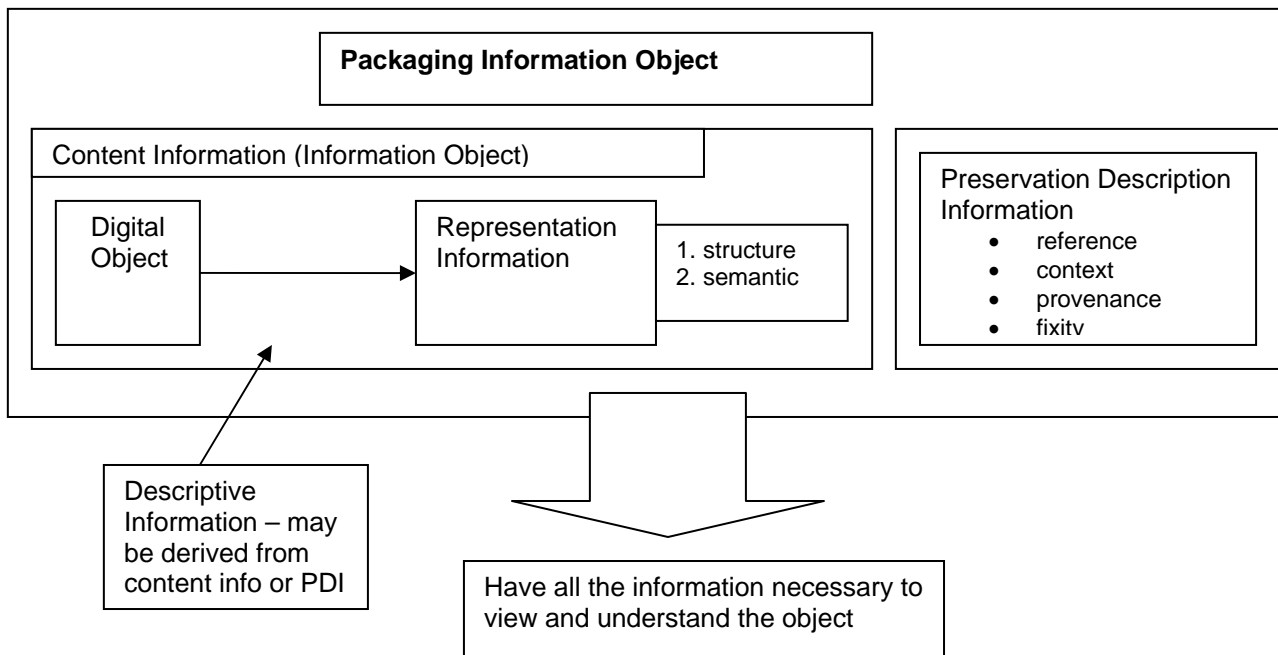 Packaging Information Object
Content Information (Information Object)
Digital
Object
Representation
Information
1. structure
2. semantic
Preservation Description
Information
• reference
• context
• provenance
• fixity
Descriptive
Information – may
be derived from
content info or PDI
Have all the information necessary to
view and understand the object